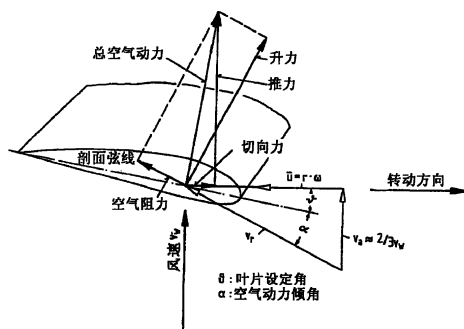 总空气动力
升力
推力
剖面弦线
切向力
空气阻力
ū=r·ω
转动方向
ϑ
α
v_r
v_a≈2/3v_w
风速 v_w
ϑ:叶片设定角
α:空气动力倾角